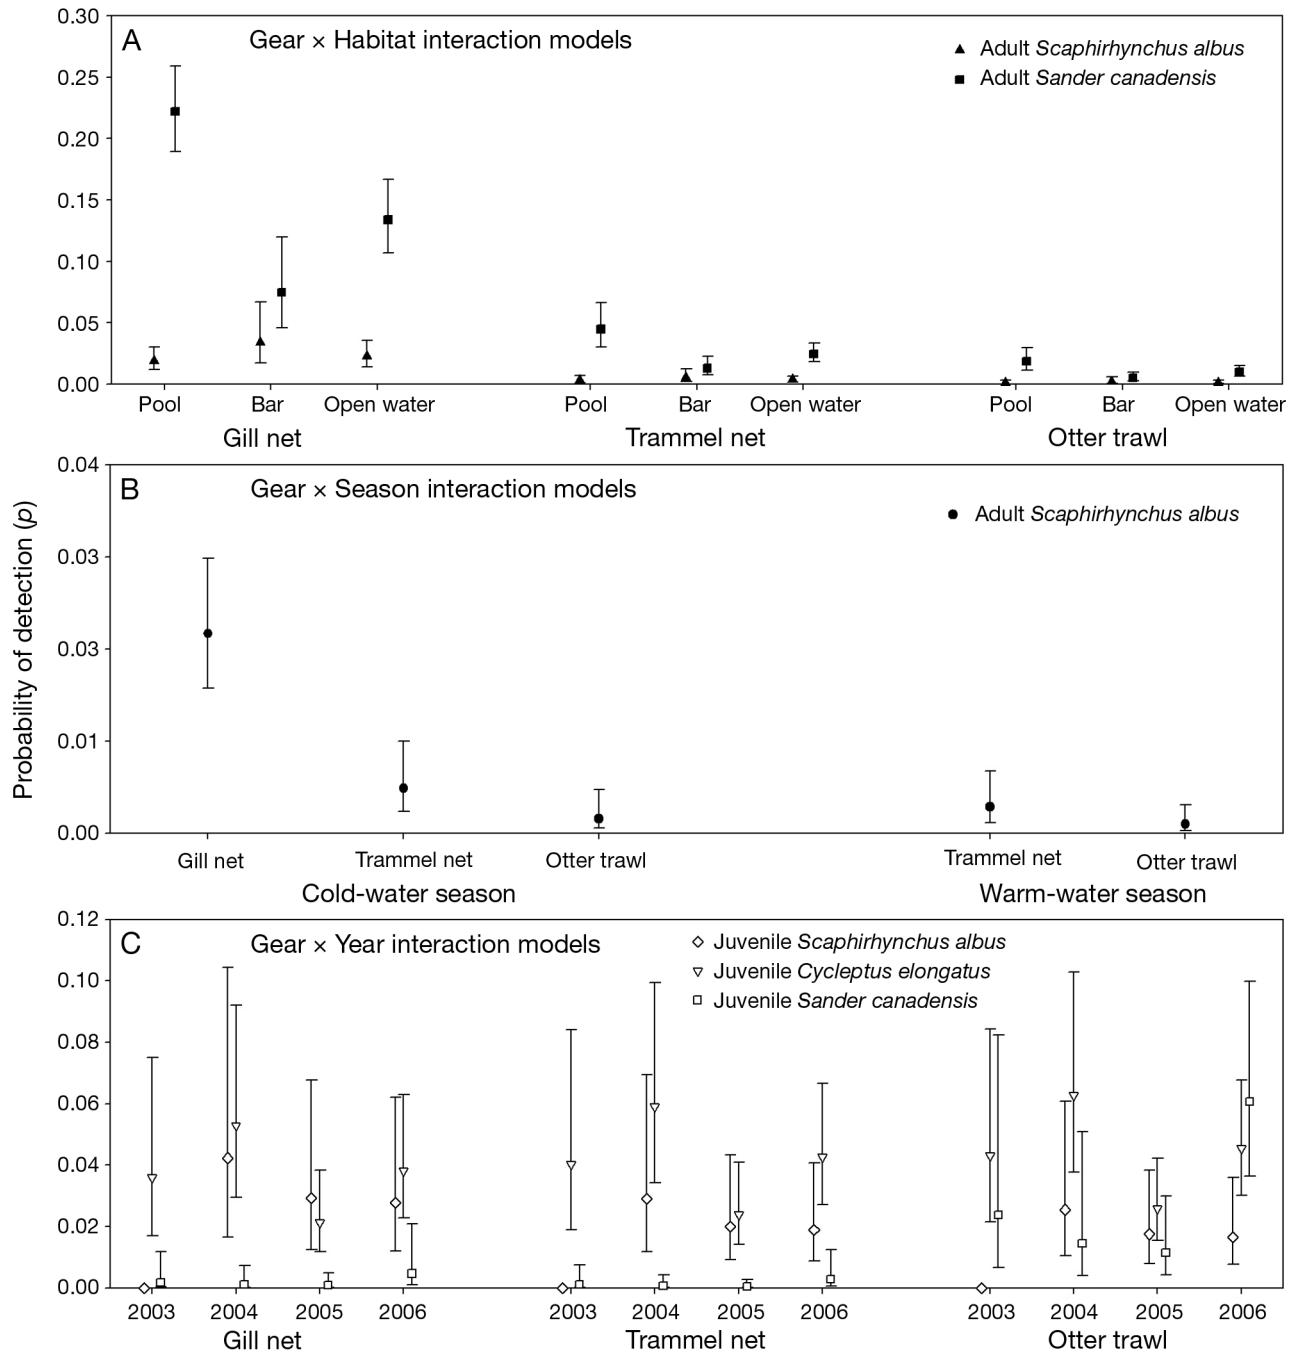 0.30
A
Gear × Habitat interaction models
Adult Scaphirhynchus albus
Adult Sander canadensis
0.25
0.20
0.15
0.10
0.05
0.00
Pool Bar Open water Pool Bar Open water Pool Bar Open water
Gill net Trammel net Otter trawl
Probability of detection (p)
0.04
B
Gear × Season interaction models
Adult Scaphirhynchus albus
0.03
0.03
0.01
0.00
Gill net Trammel net Otter trawl Trammel net Otter trawl
Cold-water season Warm-water season
0.12
C
Gear × Year interaction models
Juvenile Scaphirhynchus albus
Juvenile Cycleptus elongatus
Juvenile Sander canadensis
0.10
0.08
0.06
0.04
0.02
0.00
2003 2004 2005 2006 2003 2004 2005 2006 2003 2004 2005 2006
Gill net Trammel net Otter trawl